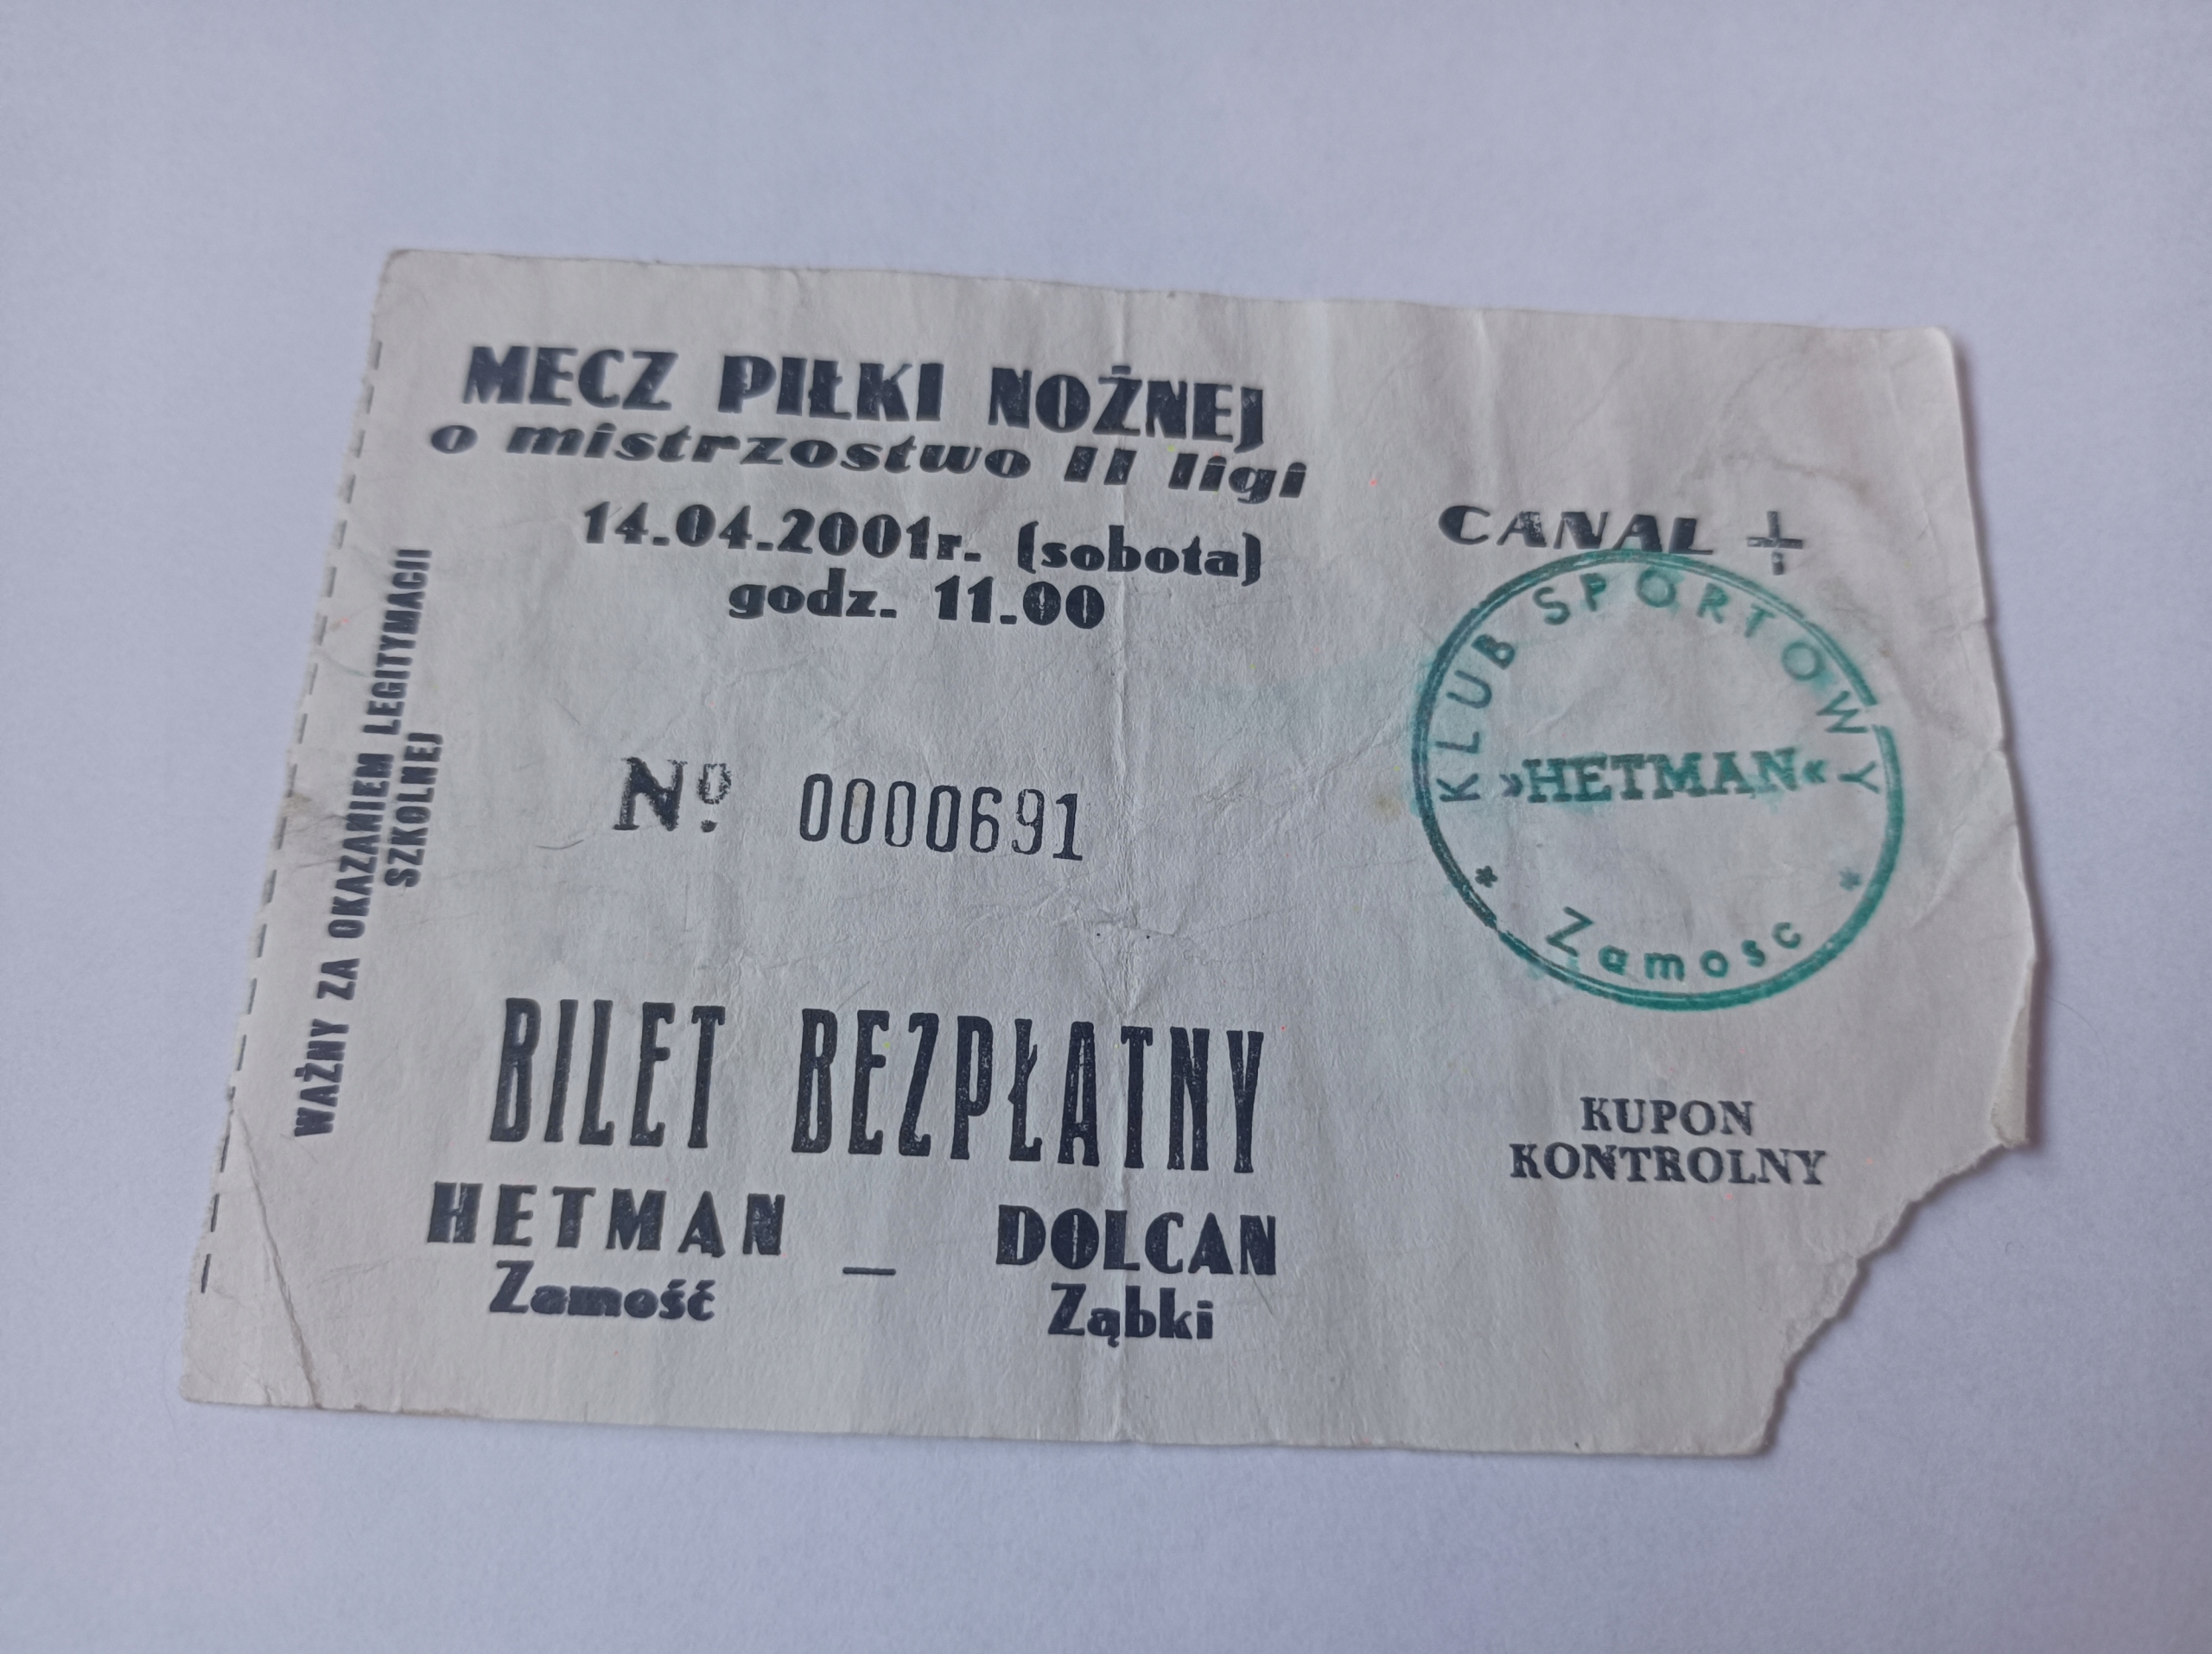 MECZ PIŁKI NOŻNEJ
o mistrzostwo II ligi
14.04.2001r. (sobota)
godz. 11.00
WAŻNY ZA OKAZANIEM LEGITYMACJI
SZKOLNEJ
Nº 0000691
BILET BEZPŁATNY
HETMAN _ DOLCAN
Zamość Ząbki
CANAL +
KLUB SPORTOWY
»HETMAN«
* Zamosc *
KUPON
KONTROLNY